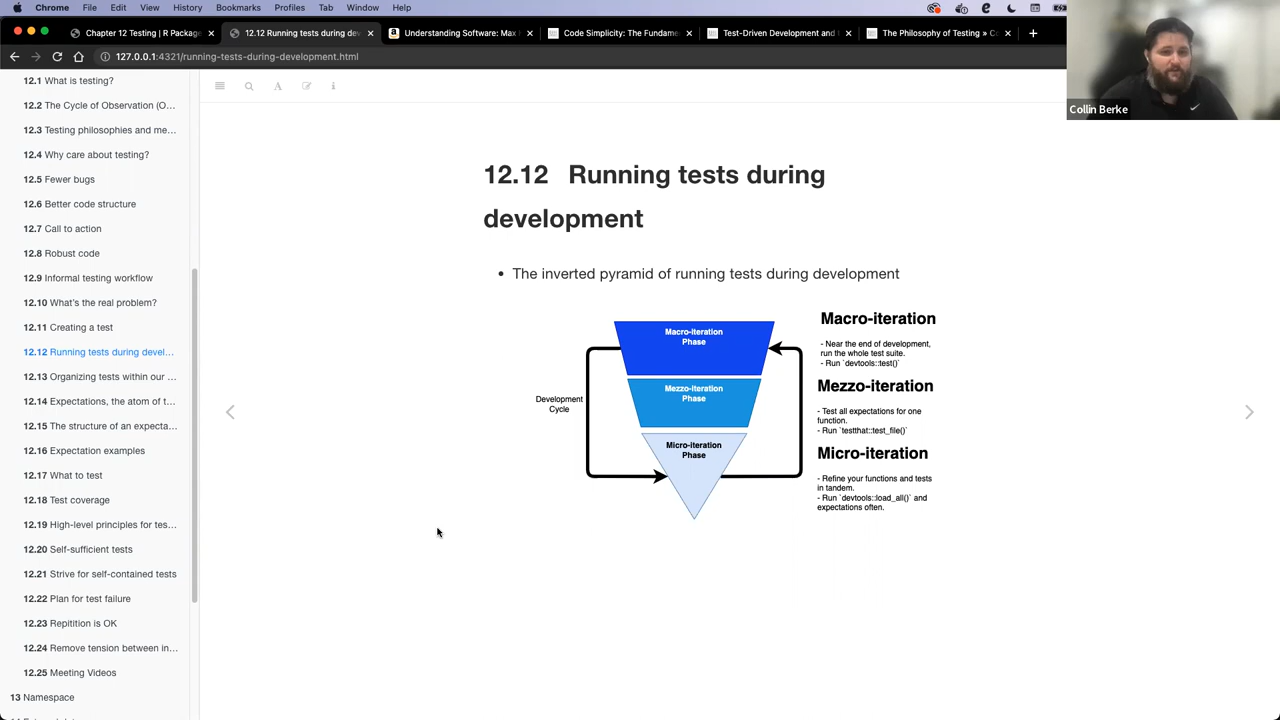 Chrome File Edit View History Bookmarks Profiles Tab Window Help
Chapter 12 Testing | R Package
12.12 Running tests during dev
Understanding Software: Max K
Code Simplicity: The Fundame
Test-Driven Development and
The Philosophy of Testing » Co
127.0.0.1:4321/running-tests-during-development.html
Collin Berke
12.1 What is testing?
12.2 The Cycle of Observation (O...
12.3 Testing philosophies and me...
12.4 Why care about testing?
12.5 Fewer bugs
12.6 Better code structure
12.7 Call to action
12.8 Robust code
12.9 Informal testing workflow
12.10 What's the real problem?
12.11 Creating a test
12.12 Running tests during devel...
12.13 Organizing tests within our ...
12.14 Expectations, the atom of t...
12.15 The structure of an expecta...
12.16 Expectation examples
12.17 What to test
12.18 Test coverage
12.19 High-level principles for tes...
12.20 Self-sufficient tests
12.21 Strive for self-contained tests
12.22 Plan for test failure
12.23 Repitition is OK
12.24 Remove tension between in...
12.25 Meeting Videos
13 Namespace
12.12 Running tests during
development
• The inverted pyramid of running tests during development
Development
Cycle
Macro-iteration
Phase
Mezzo-iteration
Phase
Micro-iteration
Phase
Macro-iteration
- Near the end of development,
run the whole test suite.
- Run `devtools::test()`
Mezzo-iteration
- Test all expectations for one
function.
- Run `testthat::test_file()`
Micro-iteration
- Refine your functions and tests
in tandem.
- Run `devtools::load_all()` and
expectations often.